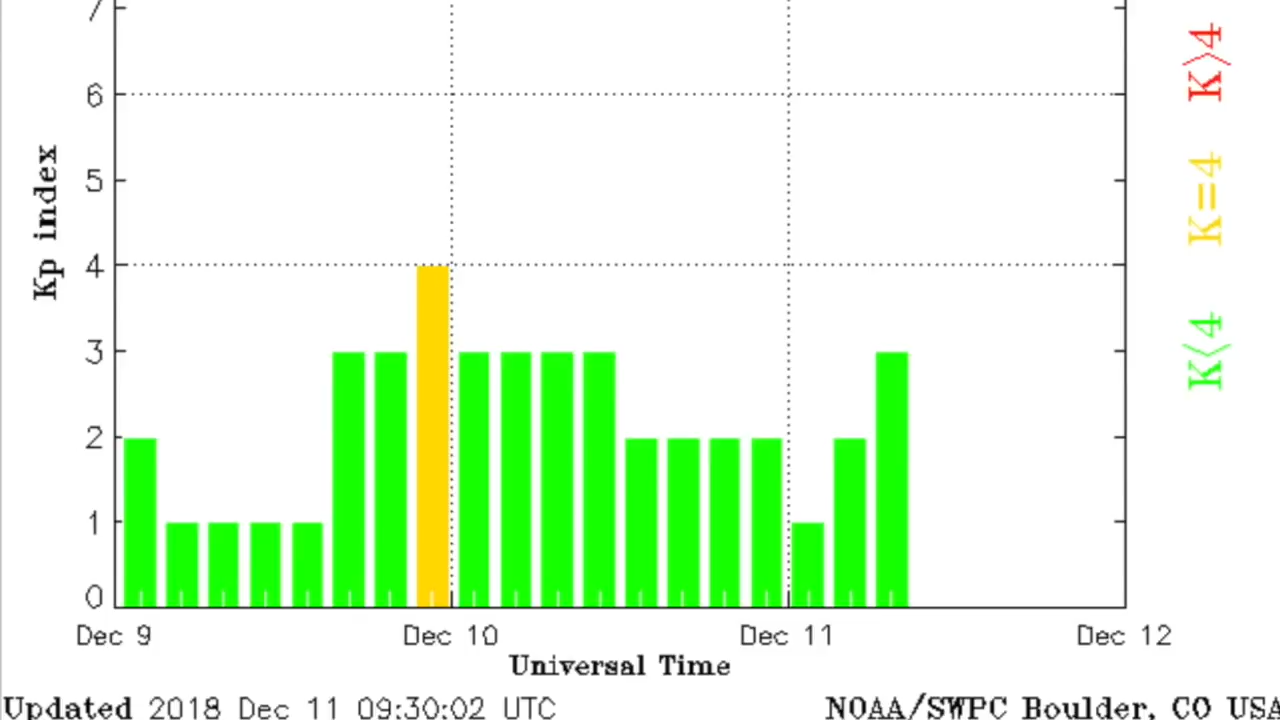 7
6
5
4
3
2
1
0
Kp index
Dec 9
Dec 10
Dec 11
Dec 12
Universal Time
Updated 2018 Dec 11 09:30:02 UTC
NOAA/SWPC Boulder, CO USA
K>4
K=4
K<4